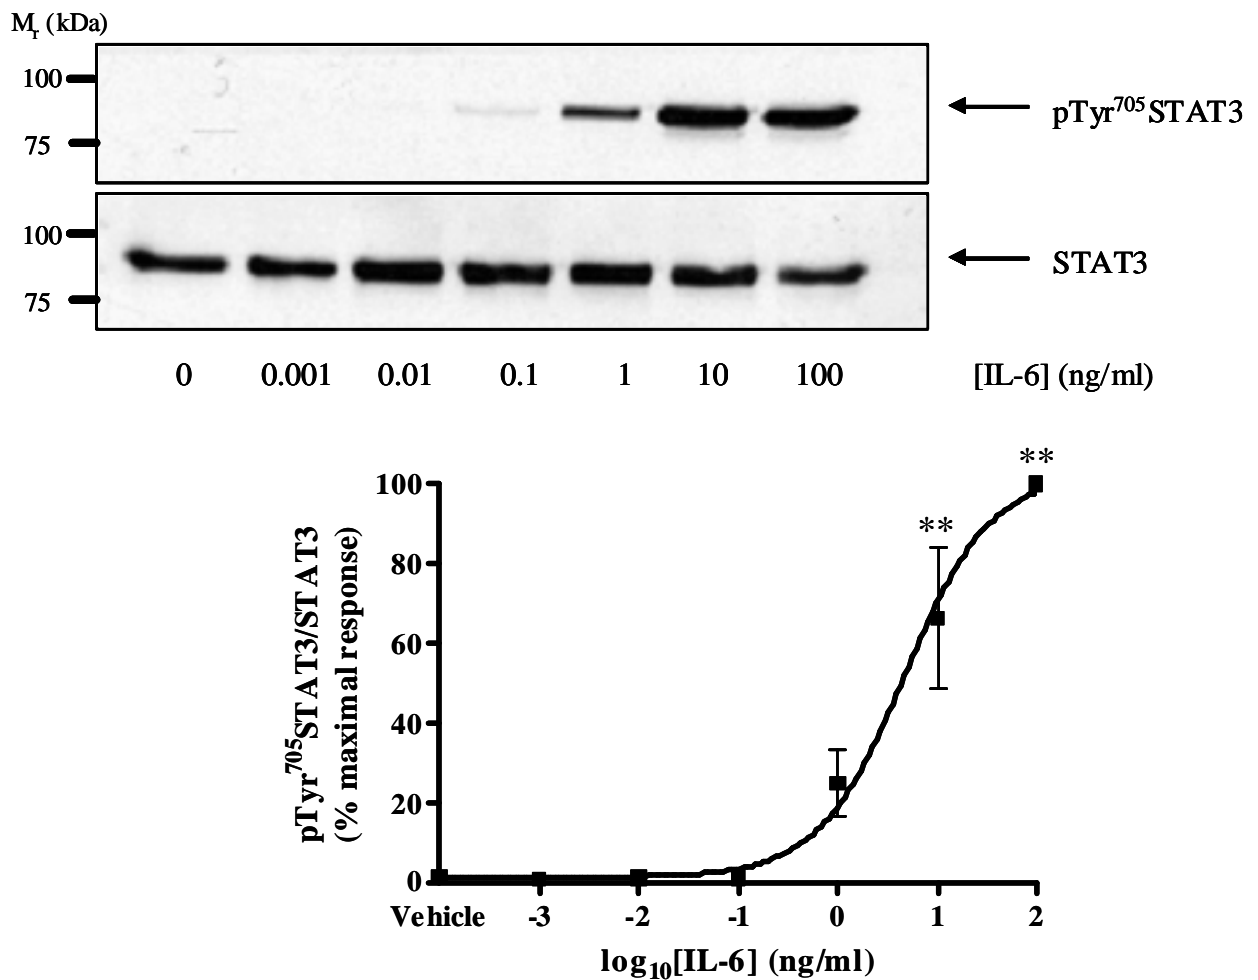 Mr (kDa)
100
75
pTyr705STAT3
100
75
STAT3
0 0.001 0.01 0.1 1 10 100 [IL-6] (ng/ml)
**
**
100
80
60
40
20
0
pTyr705STAT3/STAT3
(% maximal response)
Vehicle -3 -2 -1 0 1 2
log10[IL-6] (ng/ml)